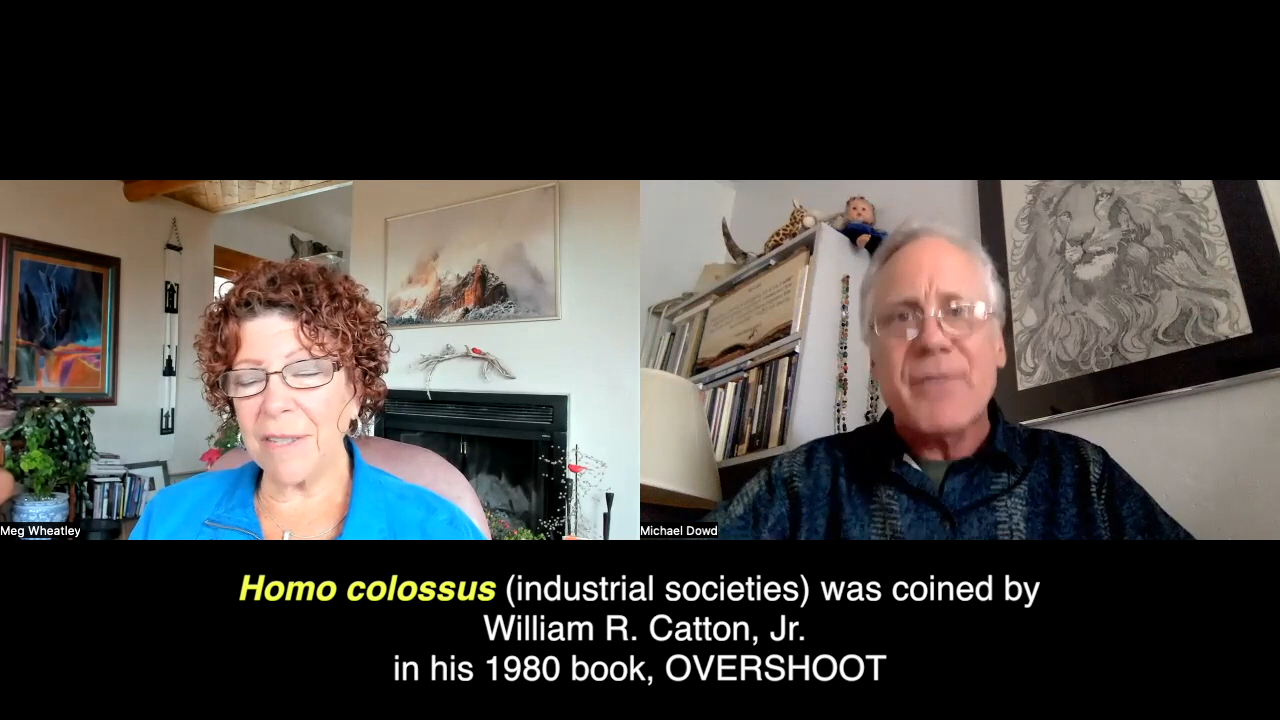 Meg Wheatley
Michael Dowd
Homo colossus (industrial societies) was coined by
William R. Catton, Jr.
in his 1980 book, OVERSHOOT